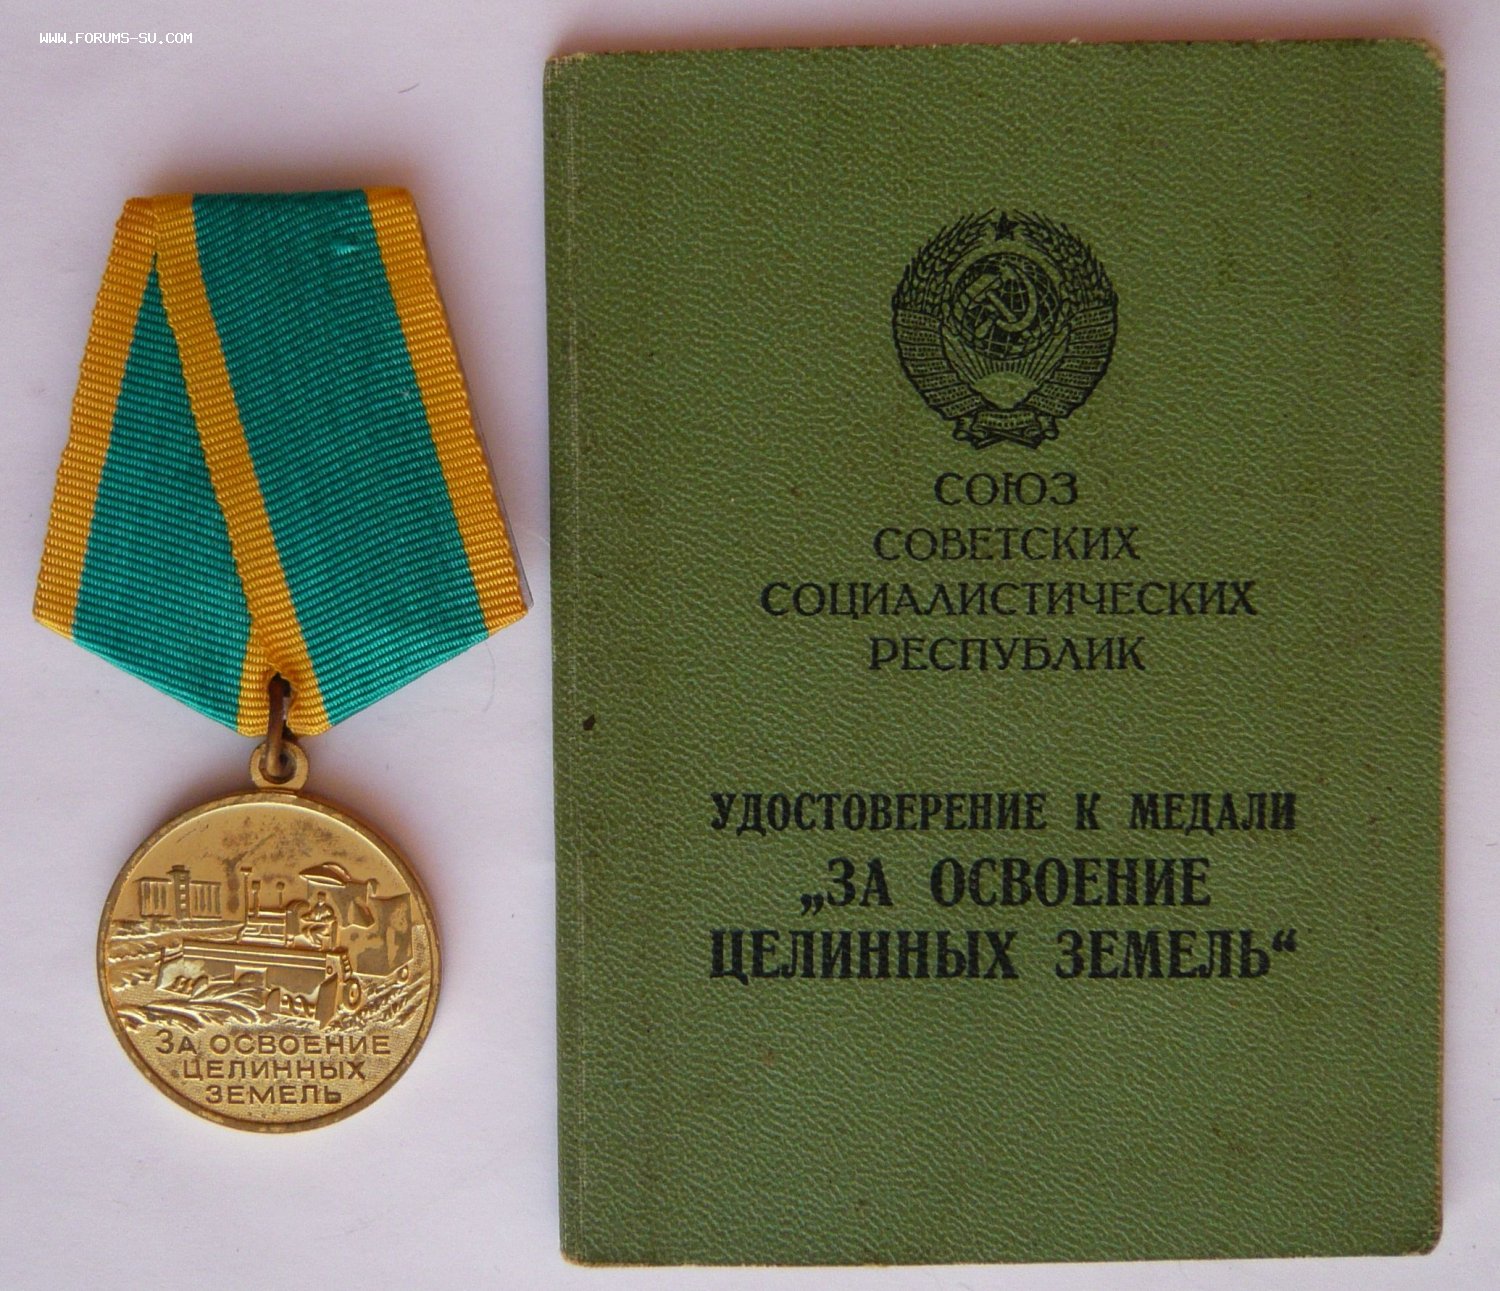 WWW.FORUMS-SU.COM
СОЮЗ
СОВЕТСКИХ
СОЦИАЛИСТИЧЕСКИХ
РЕСПУБЛИК
УДОСТОВЕРЕНИЕ К МЕДАЛИ
„ЗА ОСВОЕНИЕ
ЦЕЛИННЫХ ЗЕМЕЛЬ“
ЗА ОСВОЕНИЕ
ЦЕЛИННЫХ
ЗЕМЕЛЬ